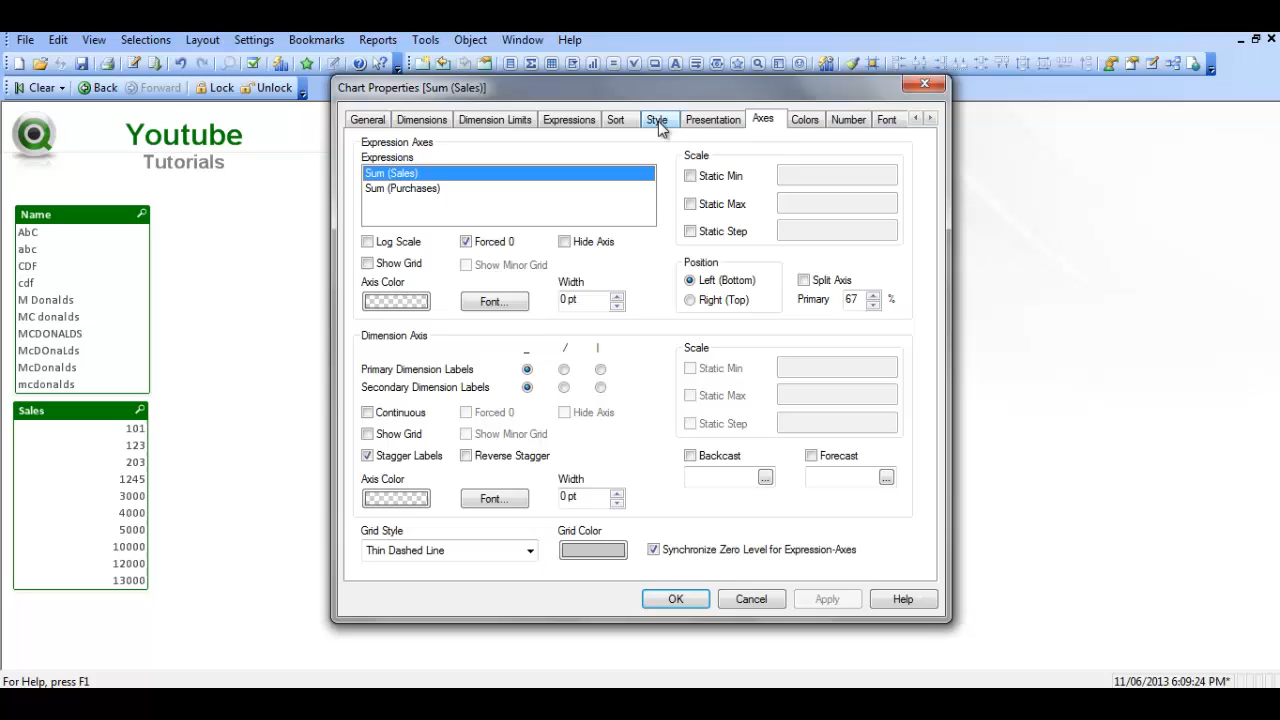 File Edit View Selections Layout Settings Bookmarks Reports Tools Object Window Help
Clear Back Forward Lock Unlock
Chart Properties [Sum (Sales)]
General Dimensions Dimension Limits Expressions Sort Style Presentation Axes Colors Number Font
Youtube
Tutorials
Name
AbC
abc
CDF
cdf
M Donalds
MC donalds
MCDONALDS
McDOnaLds
McDonalds
mcdonalds
Sales
101
123
203
1245
3000
4000
5000
10000
12000
13000
Expression Axes
Expressions
Sum (Sales)
Sum (Purchases)
Log Scale Forced 0 Hide Axis
Show Grid Show Minor Grid
Axis Color Width
Font... 0 pt
Scale
Static Min
Static Max
Static Step
Position
Left (Bottom) Split Axis
Right (Top) Primary 67 %
Dimension Axis
_ / |
Primary Dimension Labels
Secondary Dimension Labels
Continuous Forced 0 Hide Axis
Show Grid Show Minor Grid
Stagger Labels Reverse Stagger
Axis Color Width
Font... 0 pt
Scale
Static Min
Static Max
Static Step
Backcast Forecast
... ...
Grid Style Grid Color
Thin Dashed Line Synchronize Zero Level for Expression-Axes
OK Cancel Apply Help
For Help, press F1 11/06/2013 6:09:24 PM*